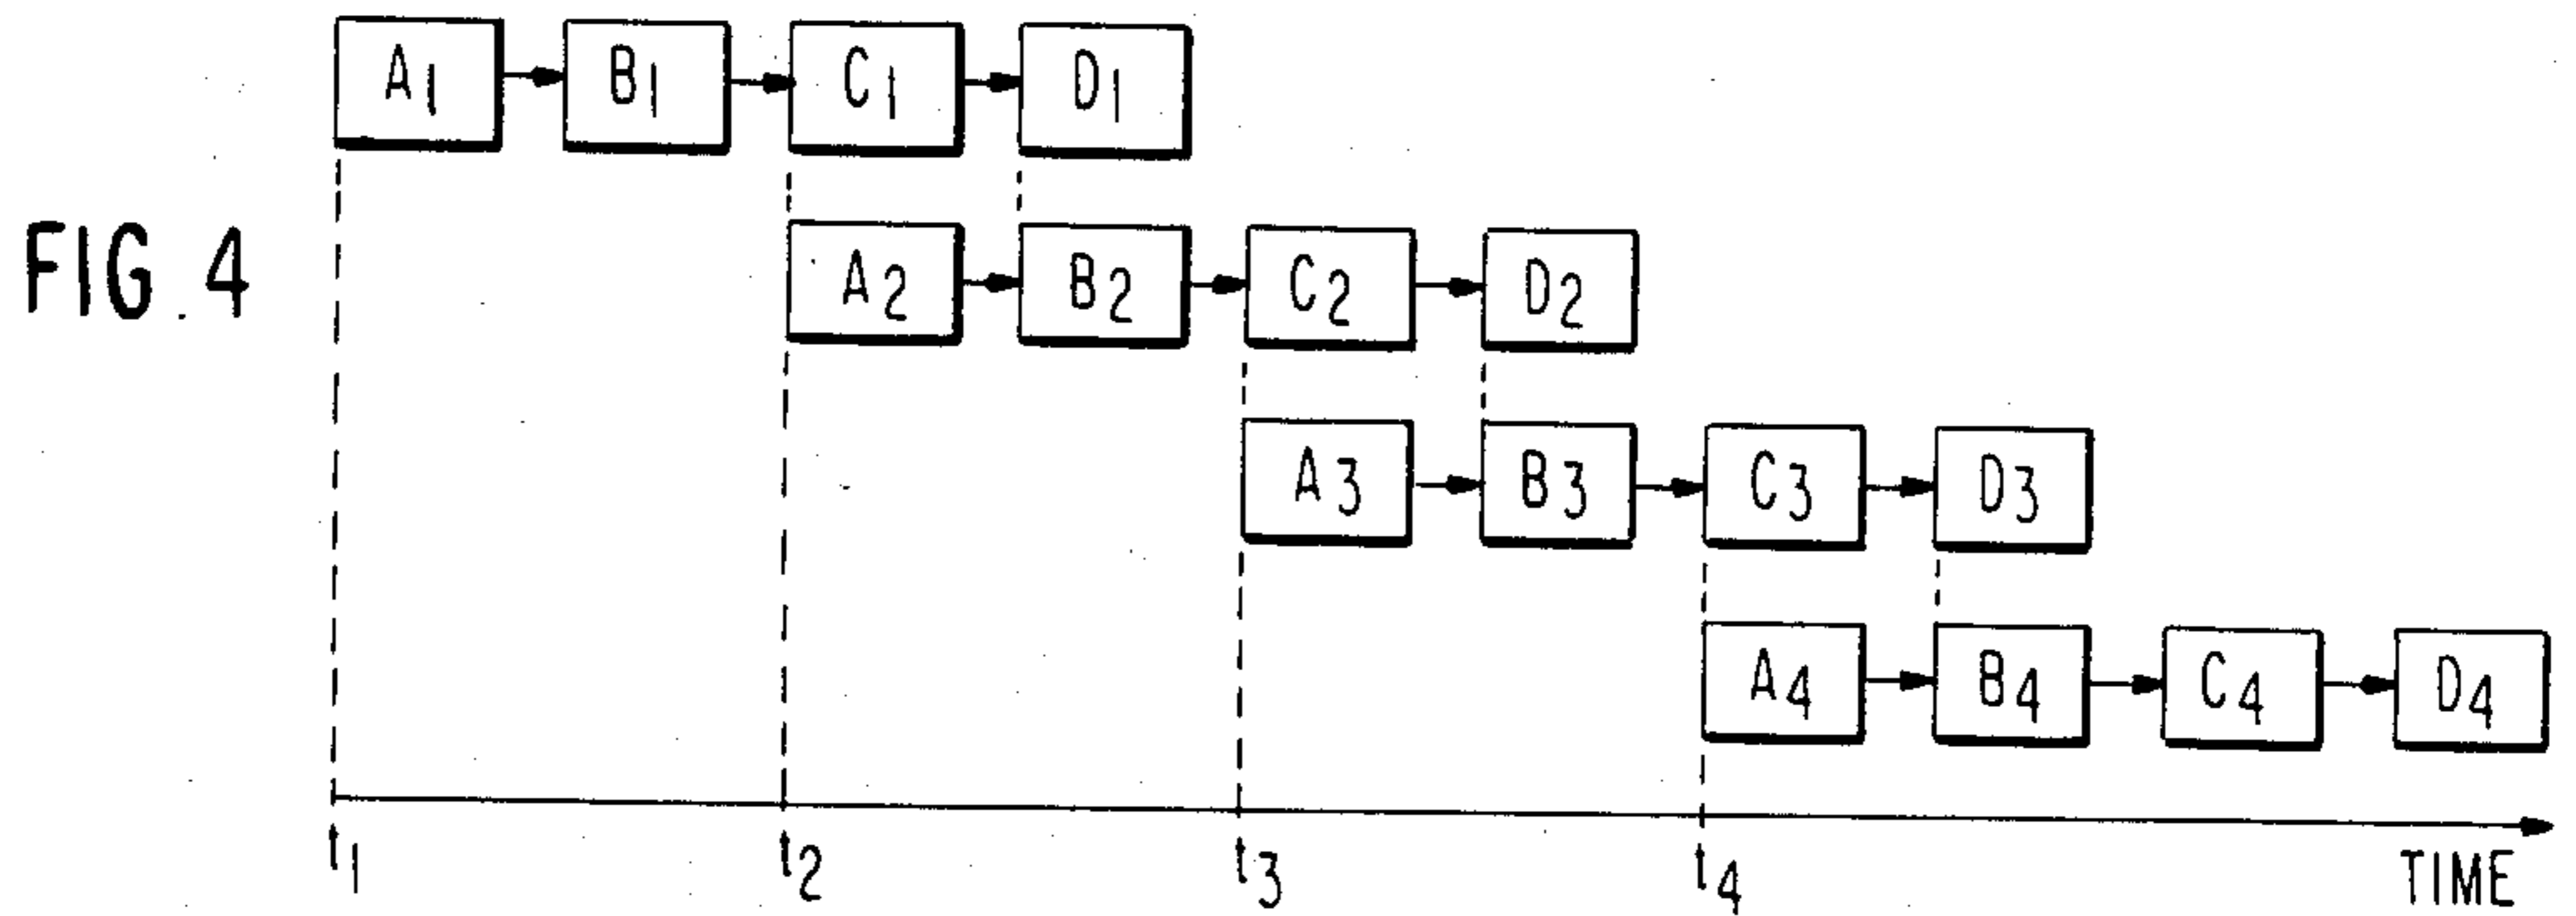 A1 B1 C1 D1
FIG. 4
A2 B2 C2 D2
A3 B3 C3 D3
A4 B4 C4 D4
t1 t2 t3 t4 TIME